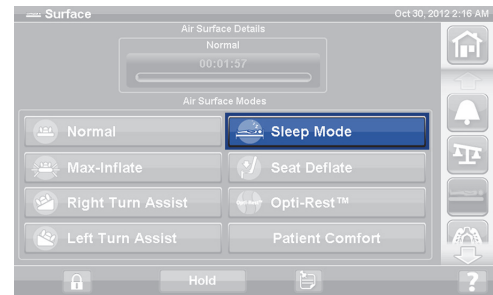 Surface
Oct 30, 2012 2:16 AM
Air Surface Details
Normal
00:01:57
Air Surface Modes
Normal
Sleep Mode
Max-Inflate
Seat Deflate
Right Turn Assist
Opti-Rest™
Left Turn Assist
Patient Comfort
Hold
?